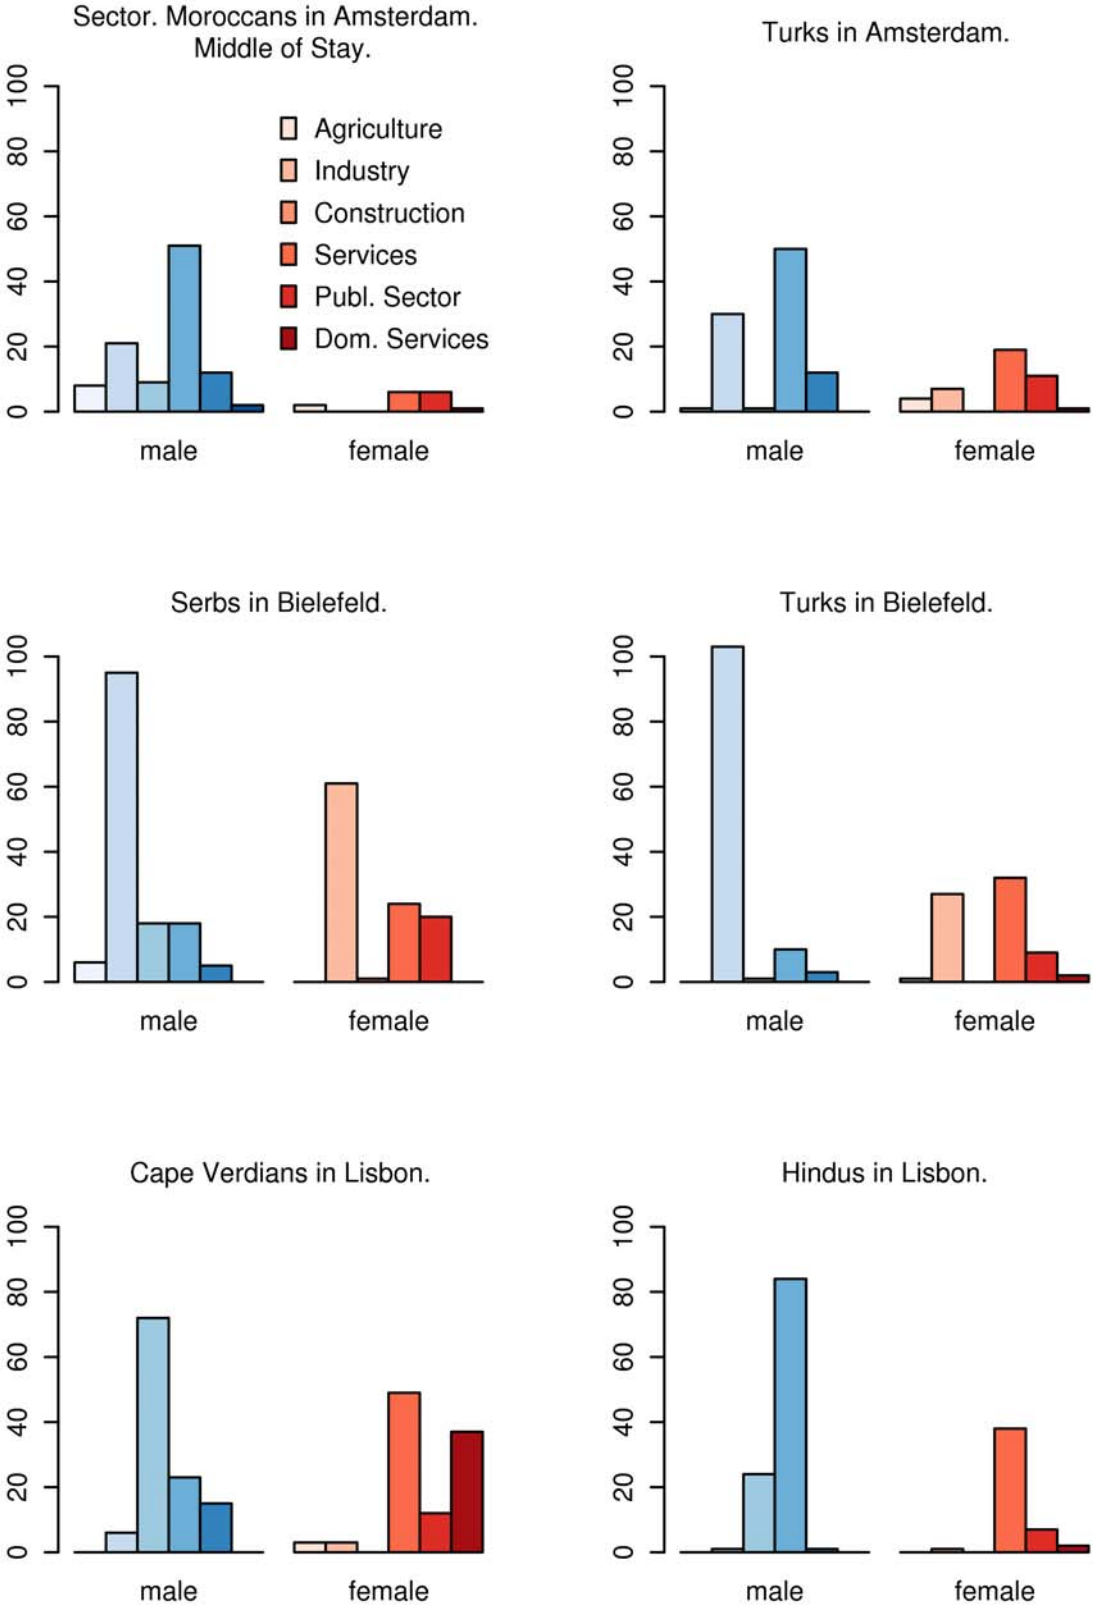 Sector. Moroccans in Amsterdam.
Middle of Stay.
100
80
60
40
20
0
Agriculture
Industry
Construction
Services
Publ. Sector
Dom. Services
male
female
Turks in Amsterdam.
100
80
60
40
20
0
male
female
Serbs in Bielefeld.
100
80
60
40
20
0
male
female
Turks in Bielefeld.
100
80
60
40
20
0
male
female
Cape Verdians in Lisbon.
100
80
60
40
20
0
male
female
Hindus in Lisbon.
100
80
60
40
20
0
male
female